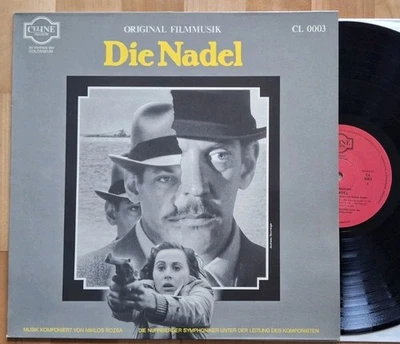 CELINE
ORIGINAL FILMMUSIK
CL 0003
Die Nadel
MUSIK KOMPONIERT VON MIKLOS ROZSA
DIE NÜRNBERGER SYMPHONIKER UNTER DER LEITUNG DES KOMPONISTEN